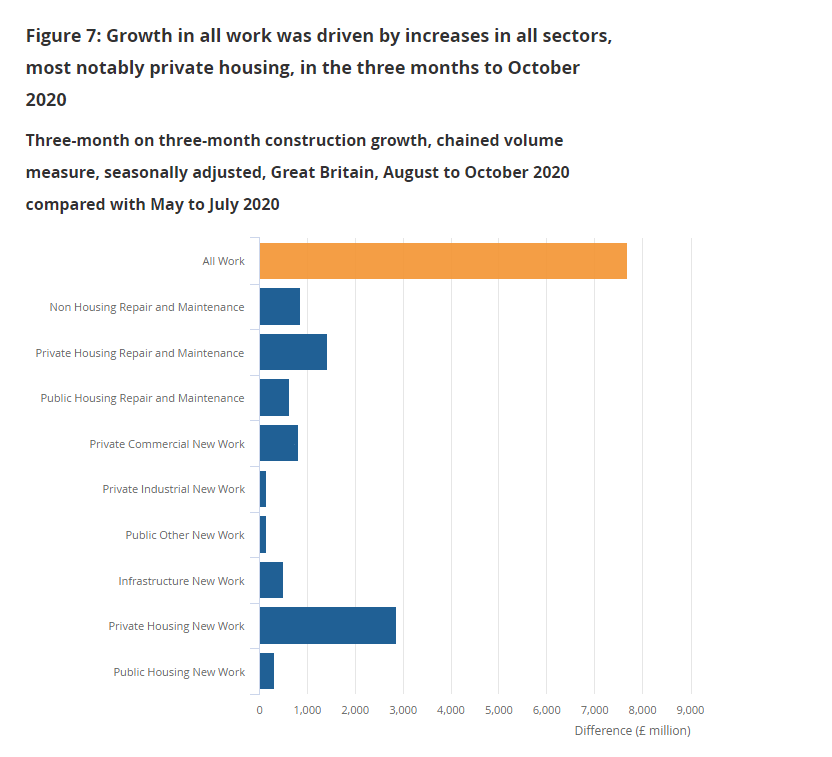 Figure 7: Growth in all work was driven by increases in all sectors,
most notably private housing, in the three months to October
2020
Three-month on three-month construction growth, chained volume
measure, seasonally adjusted, Great Britain, August to October 2020
compared with May to July 2020
All Work
Non Housing Repair and Maintenance
Private Housing Repair and Maintenance
Public Housing Repair and Maintenance
Private Commercial New Work
Private Industrial New Work
Public Other New Work
Infrastructure New Work
Private Housing New Work
Public Housing New Work
0 1,000 2,000 3,000 4,000 5,000 6,000 7,000 8,000 9,000
Difference (£ million)